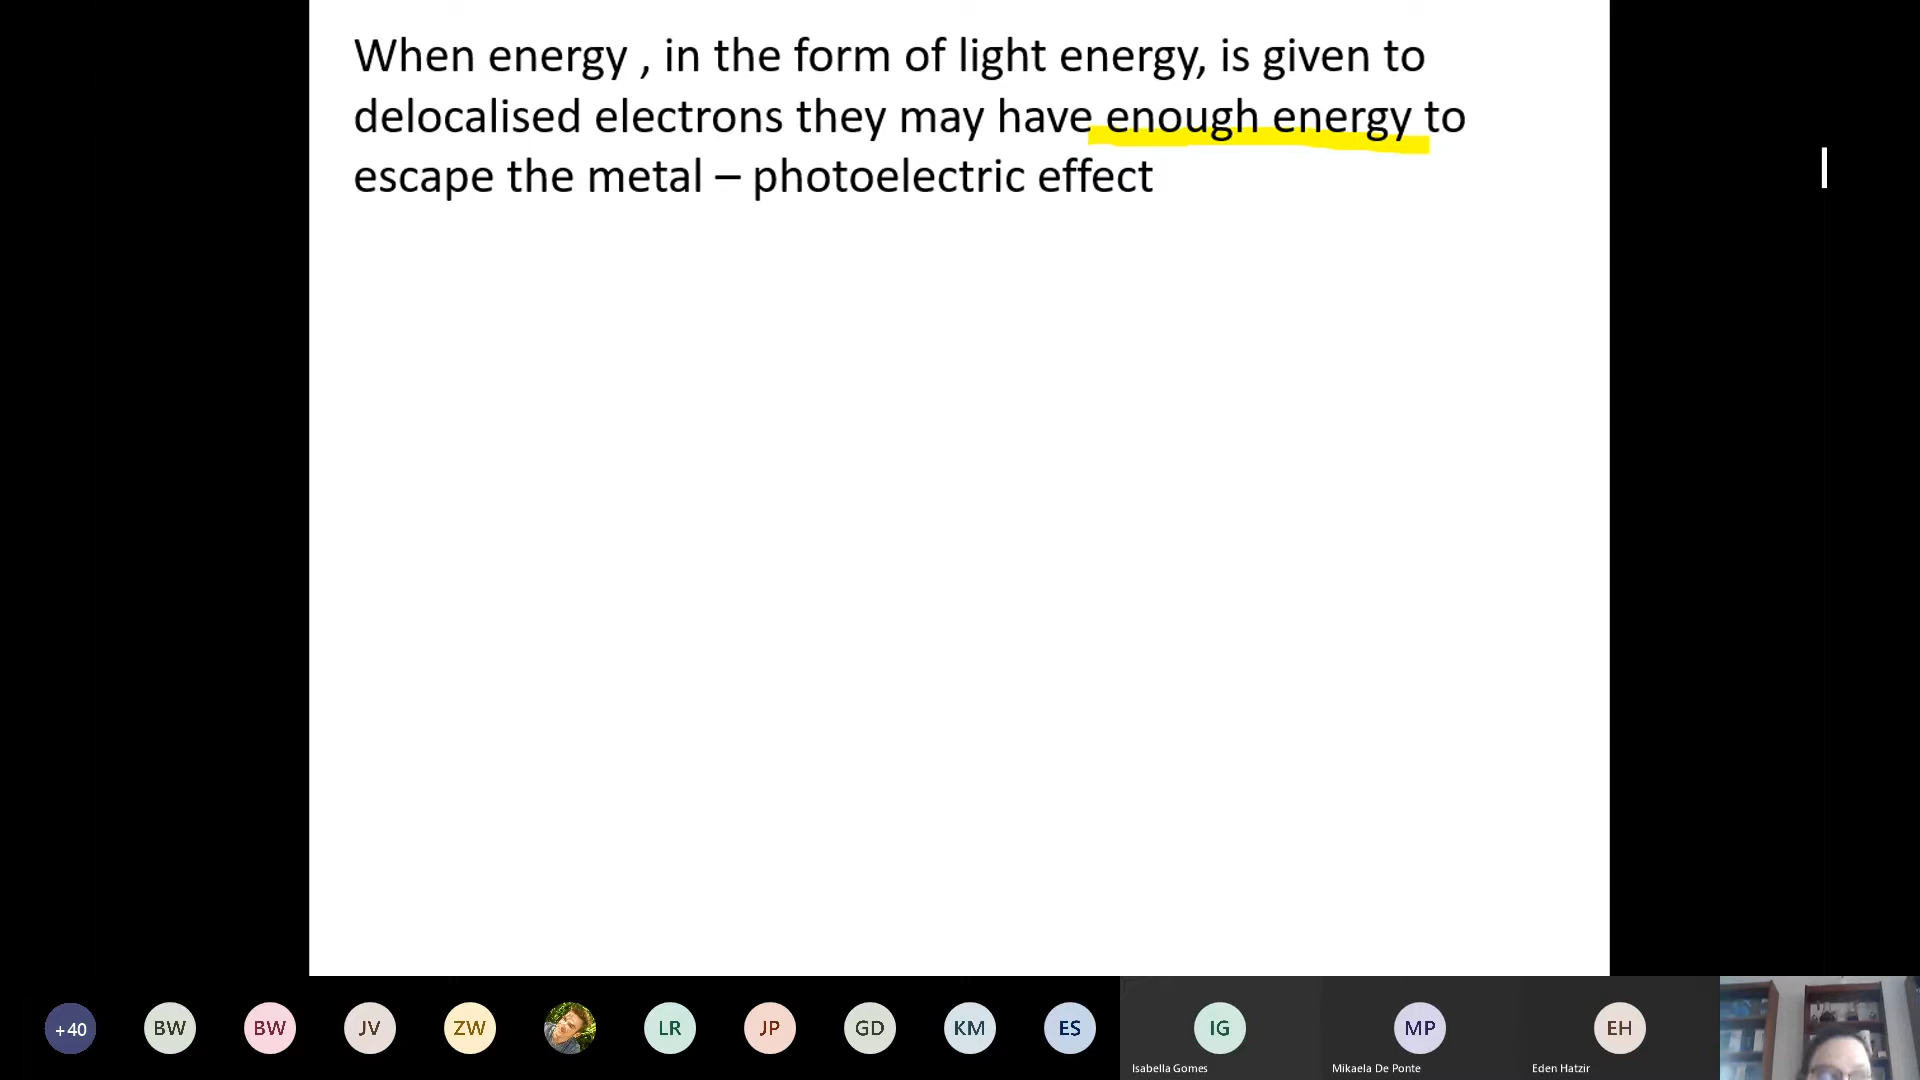 When energy , in the form of light energy, is given to
delocalised electrons they may have enough energy to
escape the metal – photoelectric effect
+40
BW
BW
JV
ZW
LR
JP
GD
KM
ES
IG
MP
EH
Isabella Gomes
Mikaela De Ponte
Eden Hatzir